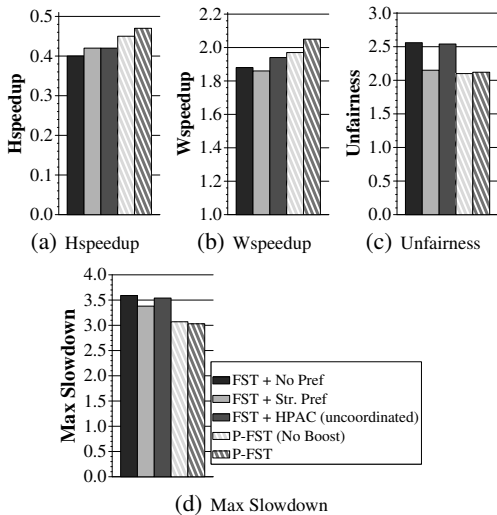 Hspeedup
0.5
0.4
0.3
0.2
0.1
0.0
(a) Hspeedup
Wspeedup
2.2
2.0
1.8
1.6
1.4
1.2
1.0
(b) Wspeedup
Unfairness
3.0
2.5
2.0
1.5
1.0
0.5
0.0
(c) Unfairness
Max Slowdown
4.0
3.5
3.0
2.5
2.0
1.5
1.0
0.5
0.0
FST + No Pref
FST + Str. Pref
FST + HPAC (uncoordinated)
P-FST (No Boost)
P-FST
(d) Max Slowdown